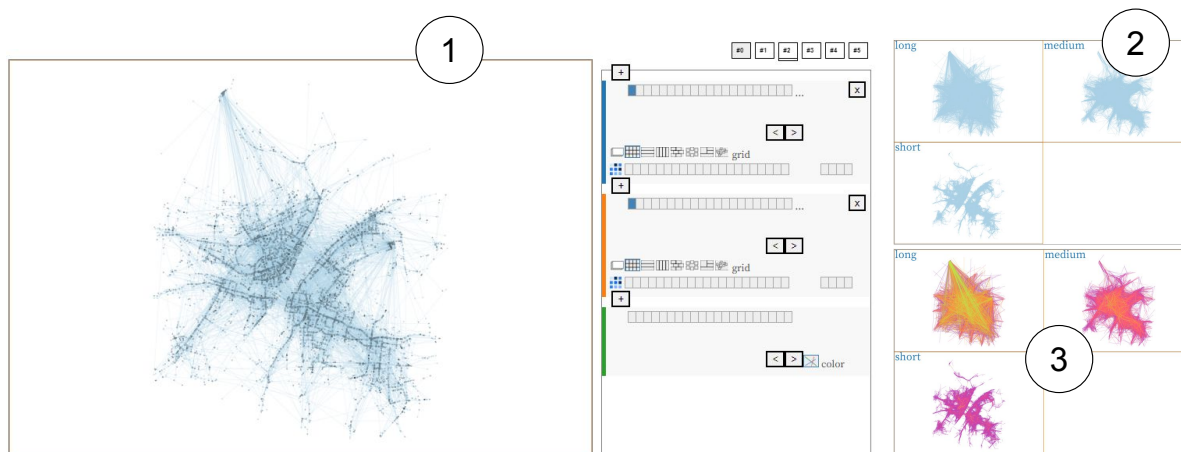 1
#0 #1 #2 #3 #4 #5
+
... x
< >
grid
+
... x
< >
grid
+
< > color
2
long medium
short
3
long medium
short